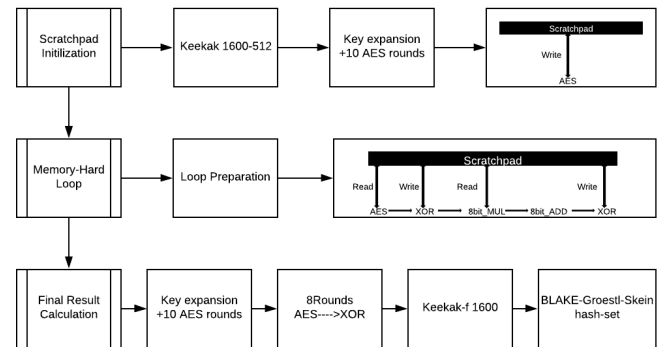 Scratchpad
Initilization
Keekak 1600-512
Key expansion
+10 AES rounds
Scratchpad
Write
AES
Memory-Hard
Loop
Loop Preparation
Scratchpad
Read Write Read Write
AES XOR 8bit_MUL 8bit_ADD XOR
Final Result
Calculation
Key expansion
+10 AES rounds
8Rounds
AES---->XOR
Keekak-f 1600
BLAKE-Groestl-Skein
hash-set